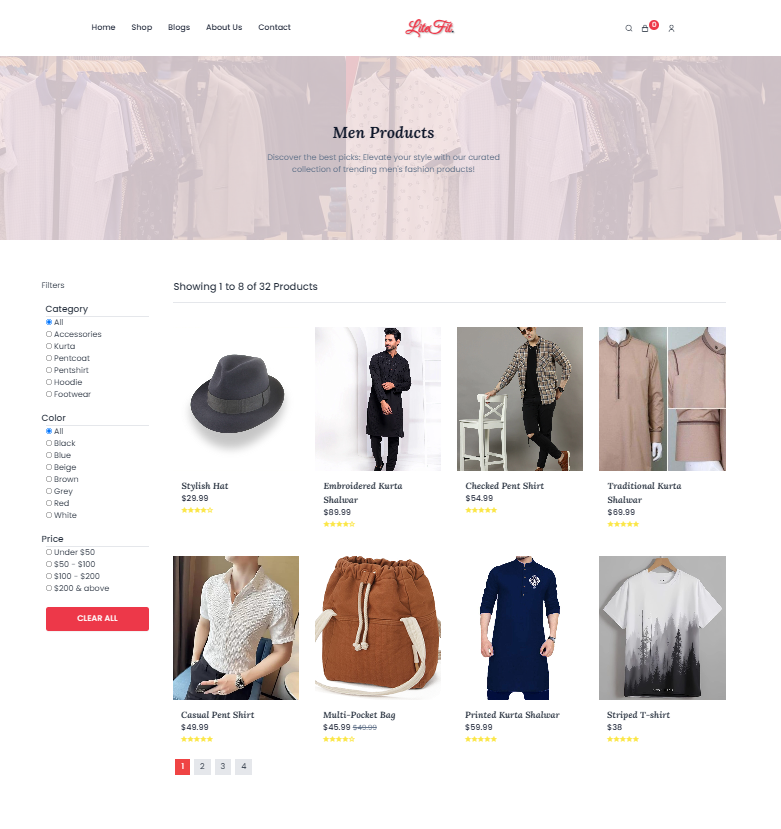 Home Shop Blogs About Us Contact LiteFit. 0
Men Products
Discover the best picks: Elevate your style with our curated
collection of trending men's fashion products!
Filters
Category
All
Accessories
Kurta
Pentcoat
Pentshirt
Hoodie
Footwear
Color
All
Black
Blue
Beige
Brown
Grey
Red
White
Price
Under $50
$50 - $100
$100 - $200
$200 & above
CLEAR ALL
Showing 1 to 8 of 32 Products
Stylish Hat
$29.99
Embroidered Kurta
Shalwar
$89.99
Checked Pent Shirt
$54.99
Traditional Kurta
Shalwar
$69.99
Casual Pent Shirt
$49.99
Multi-Pocket Bag
$45.99 $49.99
Printed Kurta Shalwar
$59.99
Striped T-shirt
$38
1 2 3 4